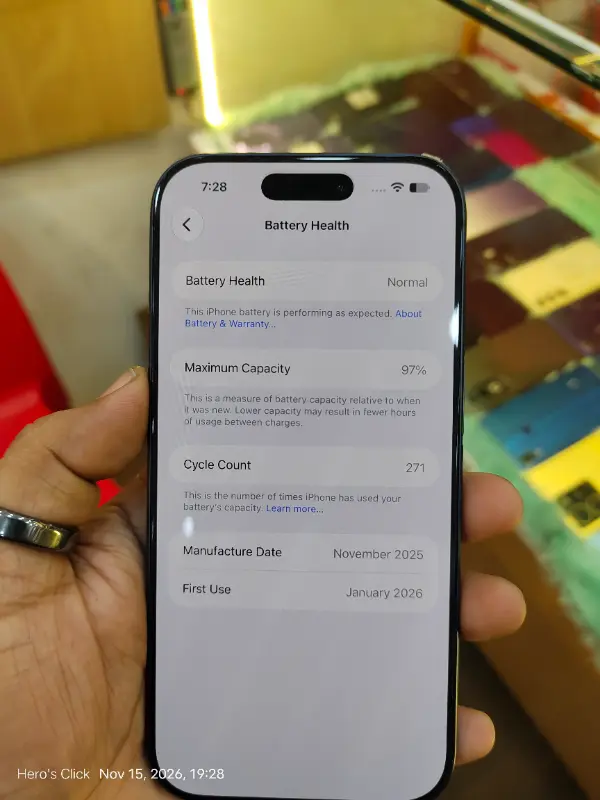 7:28
Battery Health
Battery Health Normal
This iPhone battery is performing as expected. About
Battery & Warranty...
Maximum Capacity 97%
This is a measure of battery capacity relative to when
it was new. Lower capacity may result in fewer hours
of usage between charges.
Cycle Count 271
This is the number of times iPhone has used your
battery's capacity. Learn more...
Manufacture Date November 2025
First Use January 2026
Hero's Click Nov 15, 2026, 19:28